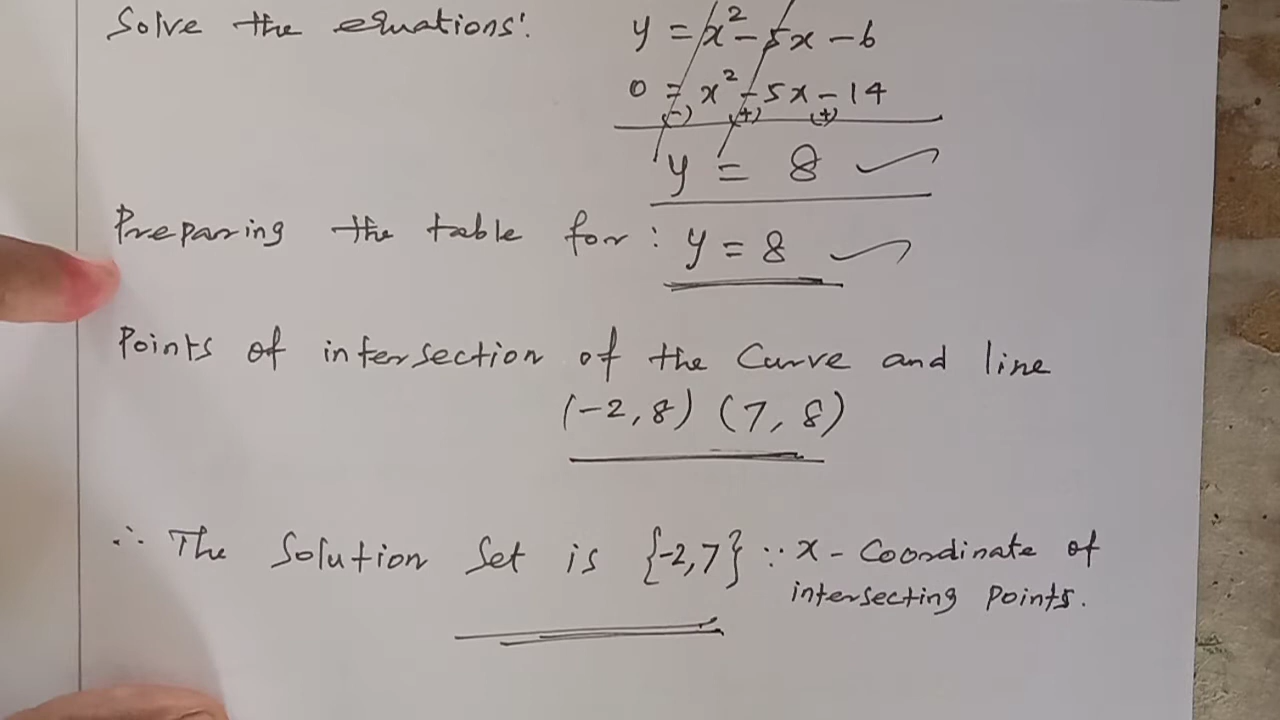 Solve the equations: y = x² - 5x - 6
0 = x² - 5x - 14
(-) (+) (+)
y = 8
Preparing the table for : y = 8
Points of intersection of the Curve and line
(-2, 8) (7, 8)
∴ The Solution Set is {-2, 7} ∵ x - Coordinate of
intersecting points.